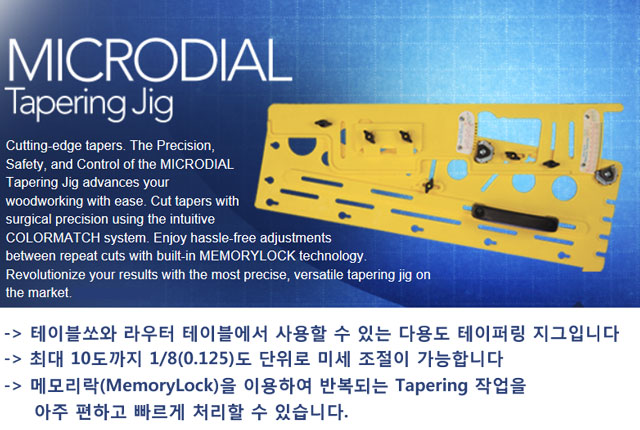 MICRODIAL
Tapering Jig
Cutting-edge tapers. The Precision,
Safety, and Control of the MICRODIAL
Tapering Jig advances your
woodworking with ease. Cut tapers with
surgical precision using the intuitive
COLORMATCH system. Enjoy hassle-free adjustments
between repeat cuts with built-in MEMORYLOCK technology.
Revolutionize your results with the most precise, versatile tapering jig on
the market.
-> 테이블쏘와 라우터 테이블에서 사용할 수 있는 다용도 테이퍼링 지그입니다
-> 최대 10도까지 1/8(0.125)도 단위로 미세 조절이 가능합니다
-> 메모리락(MemoryLock)을 이용하여 반복되는 Tapering 작업을
아주 편하고 빠르게 처리할 수 있습니다.